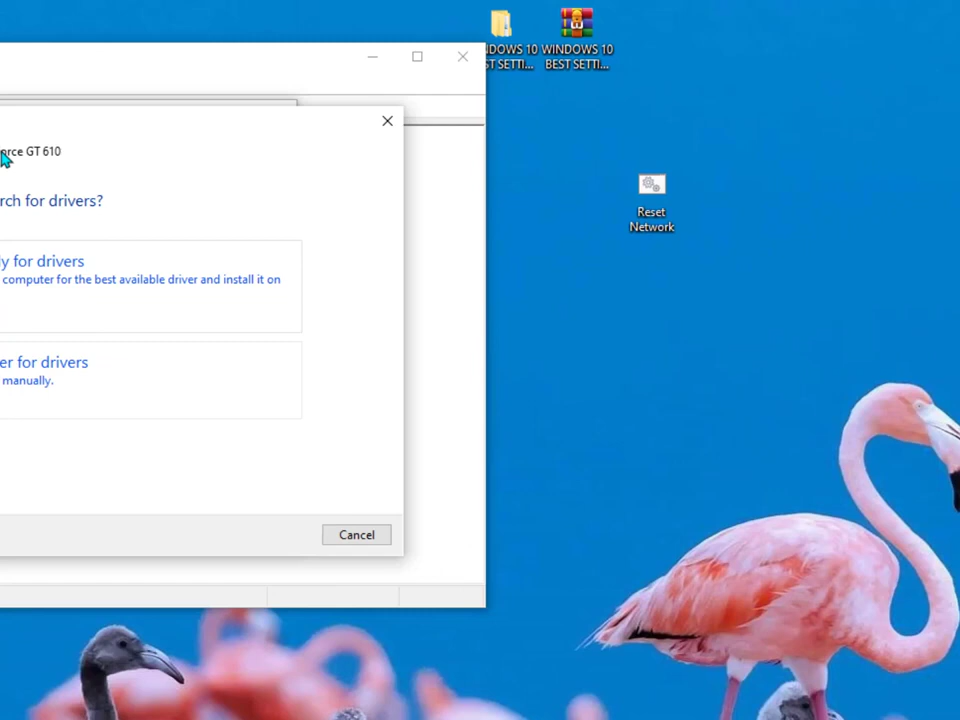 DOWS 10
ST SETTI...
WINDOWS 10
BEST SETTI...
rce GT 610
rch for drivers?
y for drivers
computer for the best available driver and install it on
er for drivers
manually.
Reset
Network
Cancel